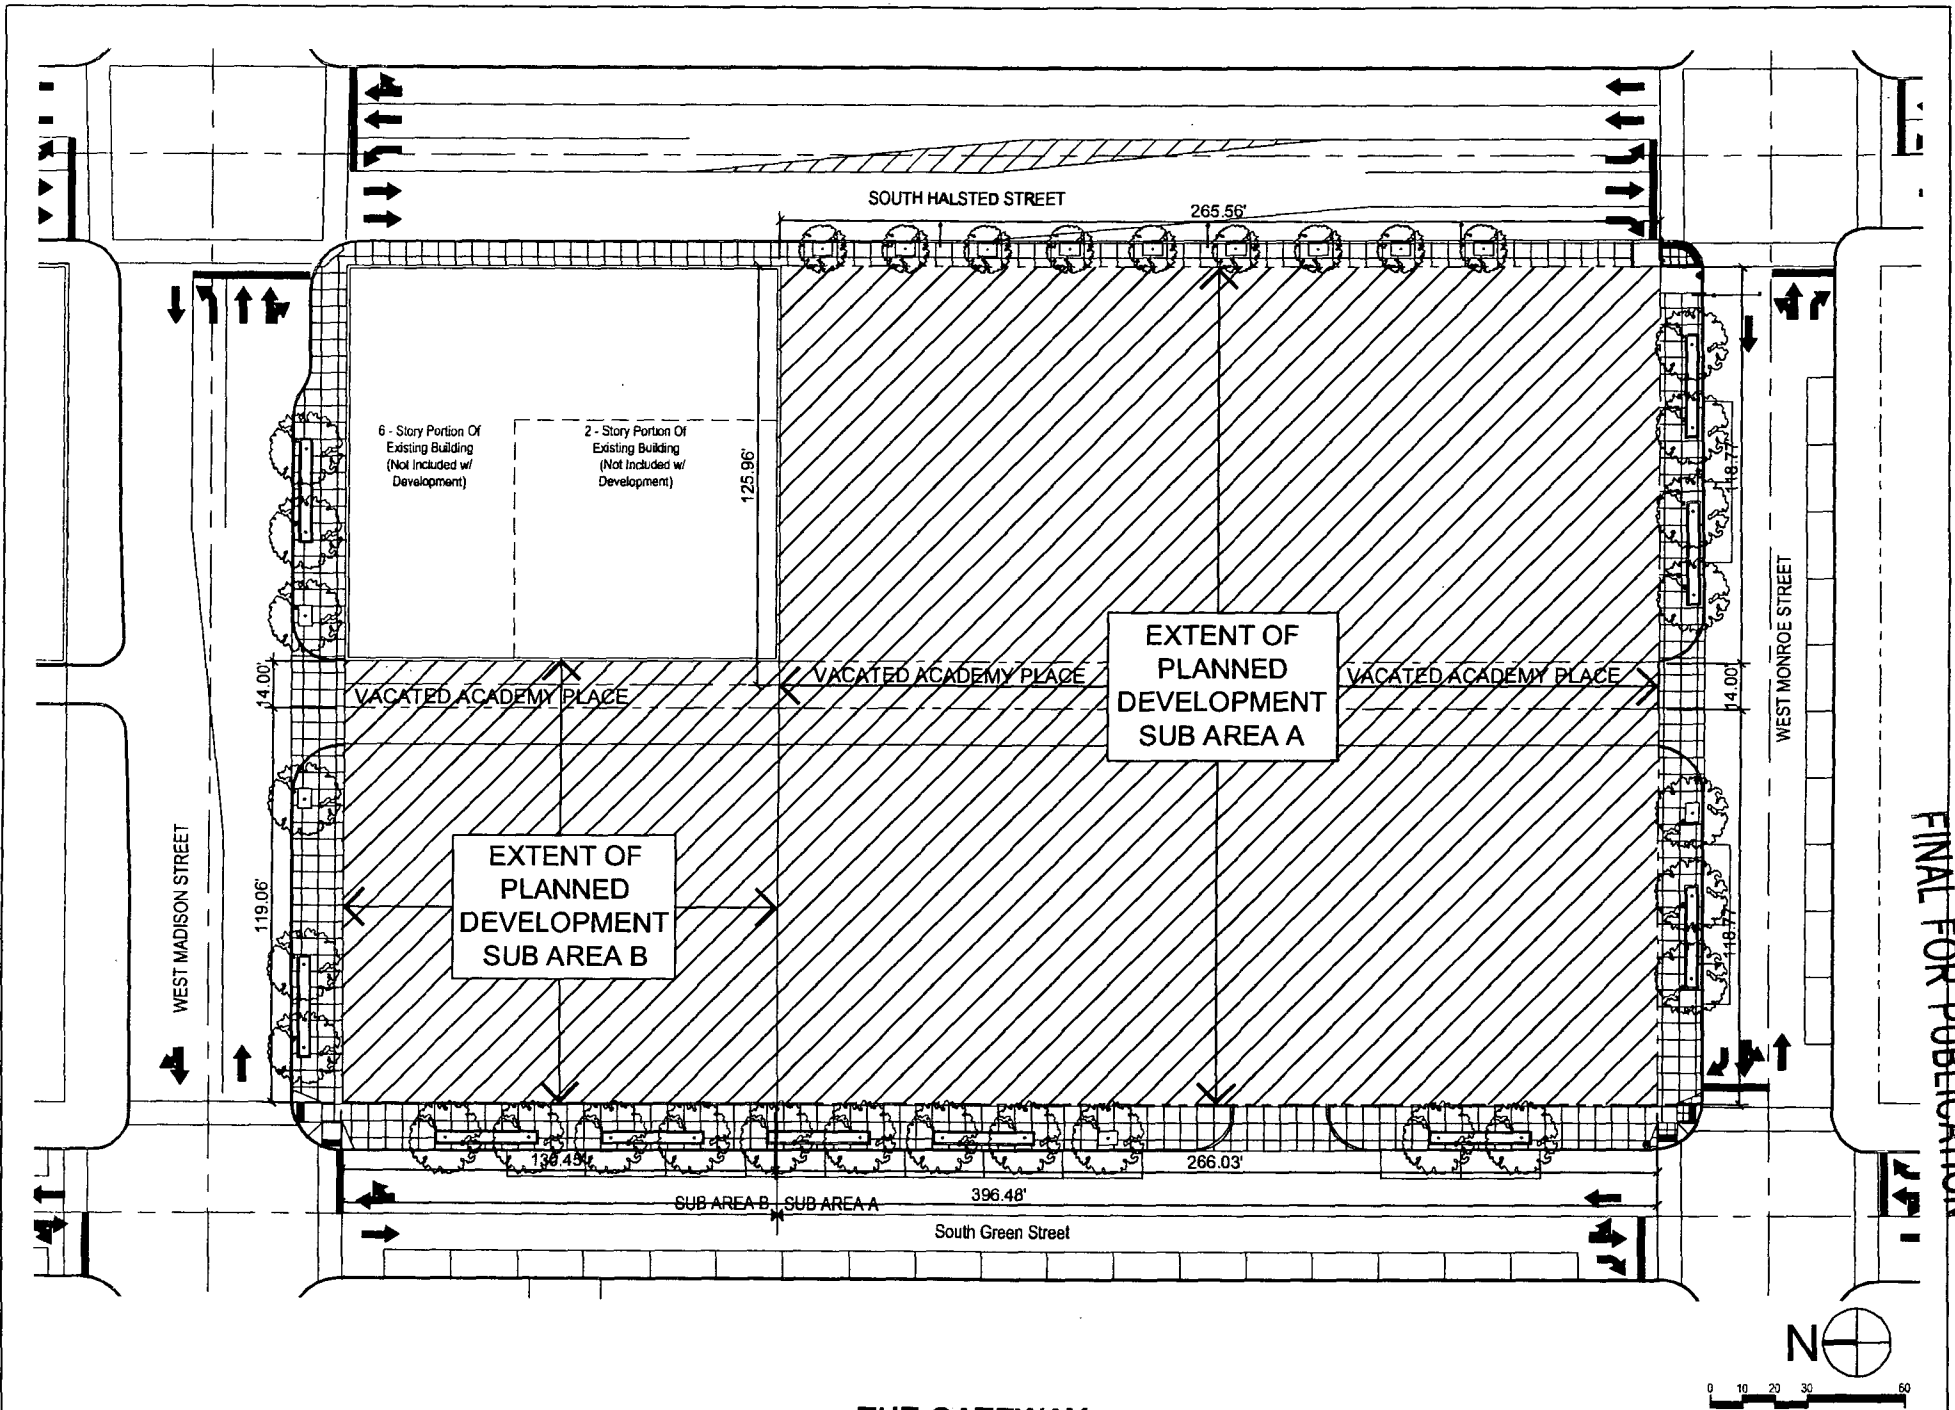 SOUTH HALSTED STREET
265.56'
6 - Story Portion Of
Existing Building
(Not Included w/
Development)
2 - Story Portion Of
Existing Building
(Not Included w/
Development)
125.96'
118.77'
WEST MONROE STREET
EXTENT OF
PLANNED
DEVELOPMENT
SUB AREA A
VACATED ACADEMY PLACE
VACATED ACADEMY PLACE
VACATED ACADEMY PLACE
14.00'
14.00'
EXTENT OF
PLANNED
DEVELOPMENT
SUB AREA B
WEST MADISON STREET
119.06'
118.77'
FINAL FOR PUBLICATION
266.03'
396.48'
SUB AREA B
SUB AREA A
South Green Street
N
0 10 20 30 60